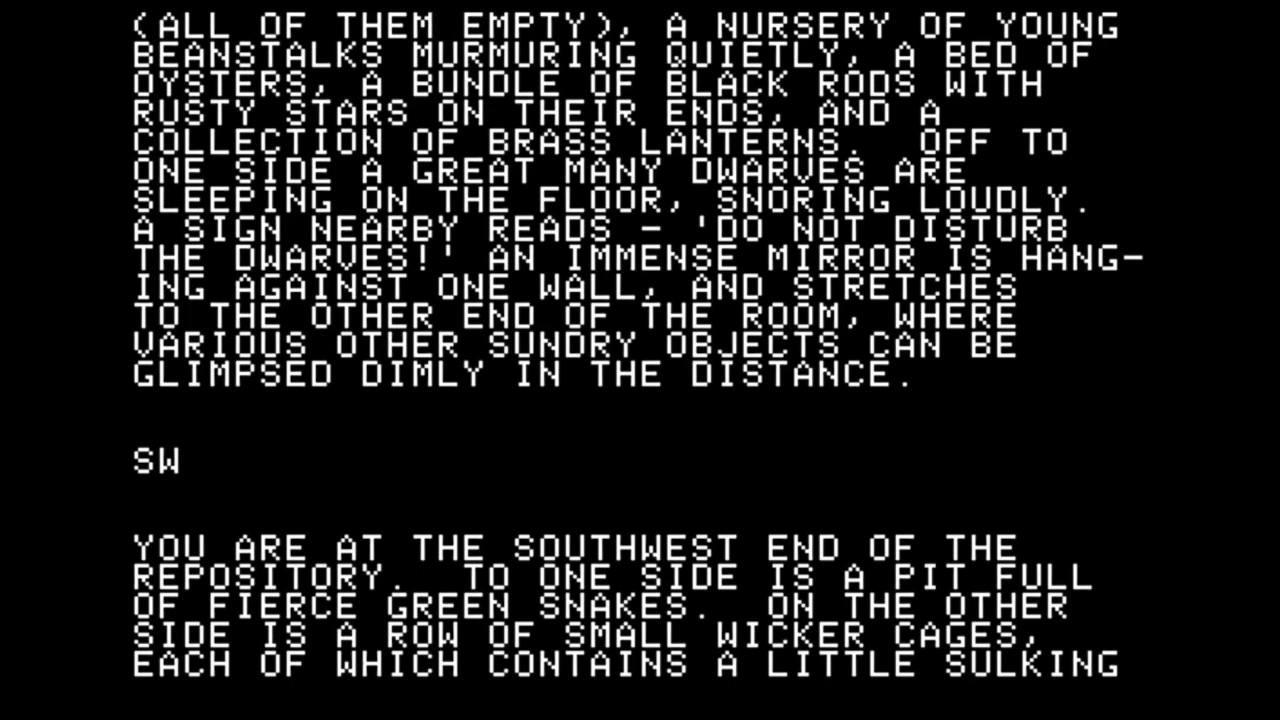 (ALL OF THEM EMPTY), A NURSERY OF YOUNG
BEANSTALKS MURMURING QUIETLY, A BED OF
OYSTERS, A BUNDLE OF BLACK RODS WITH
RUSTY STARS ON THEIR ENDS, AND A
COLLECTION OF BRASS LANTERNS.  OFF TO
ONE SIDE A GREAT MANY DWARVES ARE
SLEEPING ON THE FLOOR, SNORING LOUDLY.
A SIGN NEARBY READS - 'DO NOT DISTURB
THE DWARVES!' AN IMMENSE MIRROR IS HANG-
ING AGAINST ONE WALL, AND STRETCHES
TO THE OTHER END OF THE ROOM, WHERE
VARIOUS OTHER SUNDRY OBJECTS CAN BE
GLIMPSED DIMLY IN THE DISTANCE.
SW
YOU ARE AT THE SOUTHWEST END OF THE
REPOSITORY.  TO ONE SIDE IS A PIT FULL
OF FIERCE GREEN SNAKES.  ON THE OTHER
SIDE IS A ROW OF SMALL WICKER CAGES,
EACH OF WHICH CONTAINS A LITTLE SULKING